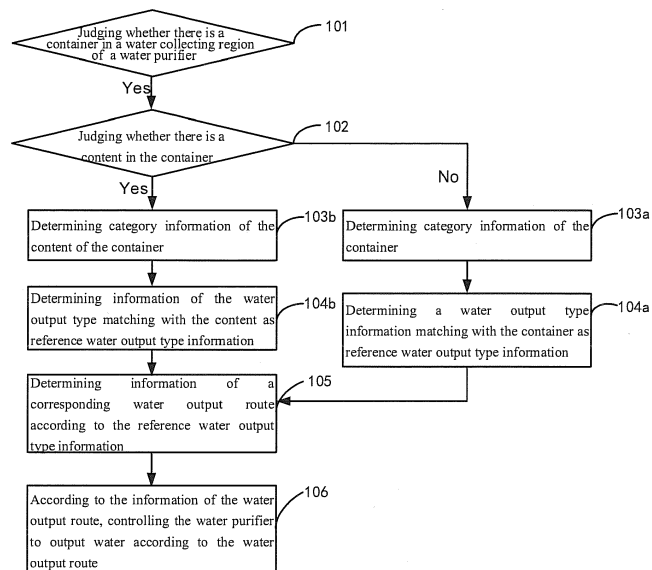 Judging whether there is a
container in a water collecting region
of a water purifier
101
Yes
Judging whether there is a
content in the container
102
Yes
No
Determining category information of the
content of the container
103b
Determining category information of the
container
103a
Determining information of the water
output type matching with the content as
reference water output type information
104b
Determining a water output type
information matching with the container as
reference water output type information
104a
Determining information of a
corresponding water output route
according to the reference water output
type information
105
According to the information of the water
output route, controlling the water purifier
to output water according to the water
output route
106